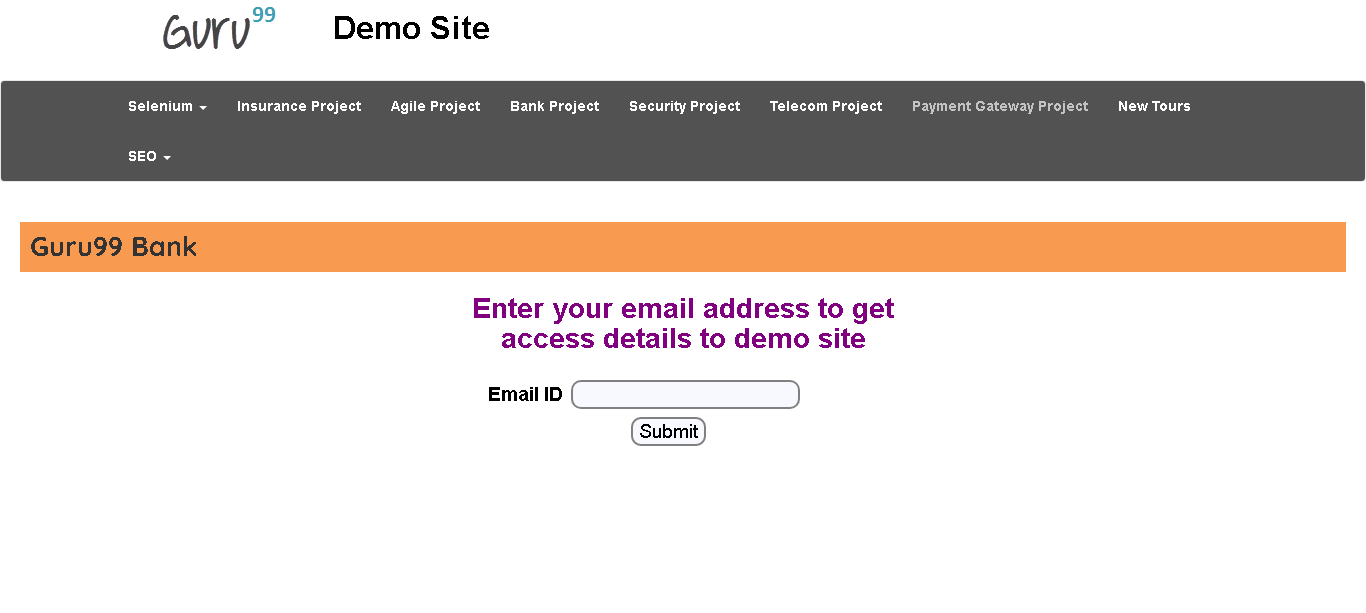 Guru99 Demo Site
Selenium Insurance Project Agile Project Bank Project Security Project Telecom Project Payment Gateway Project New Tours
SEO
Guru99 Bank
Enter your email address to get
access details to demo site
Email ID
Submit